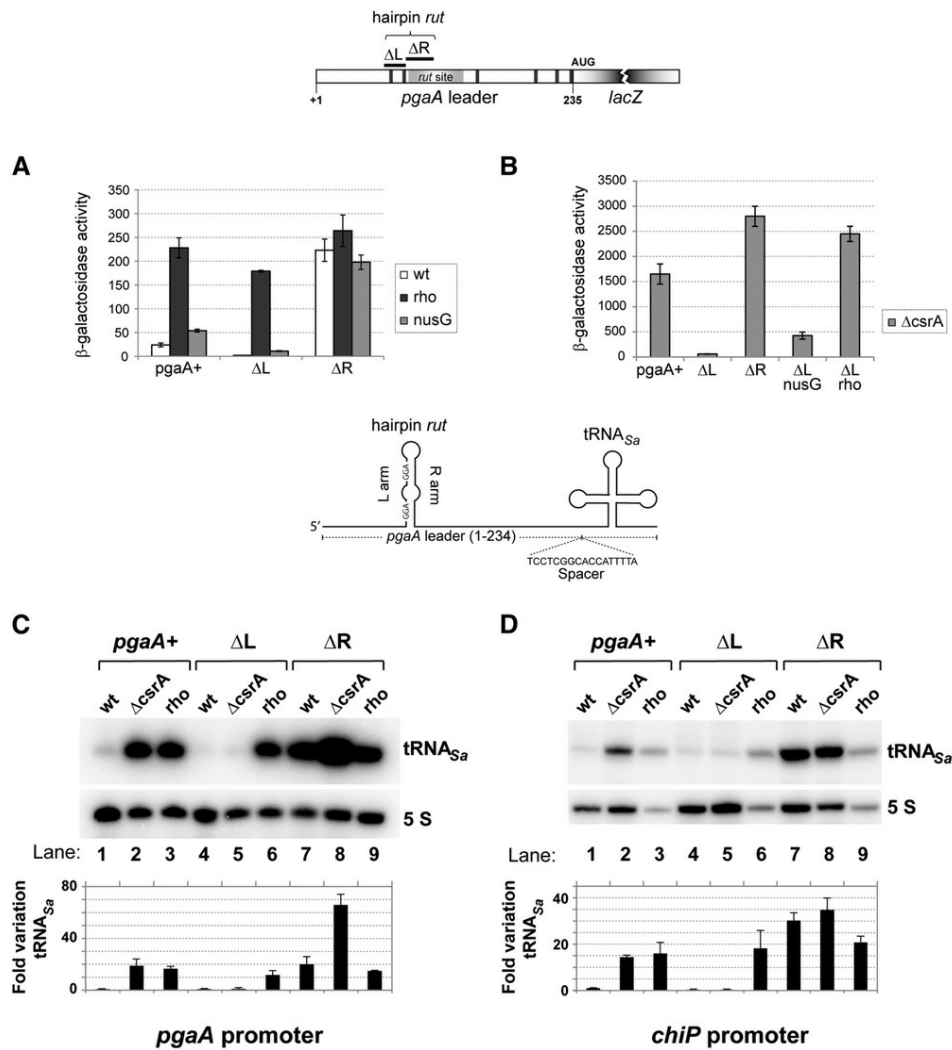 hairpin rut
ΔL ΔR
AUG
rut site
+1 pgaA leader 235 lacZ
A
β-galactosidase activity
350
300
250
200
150
100
50
0
pgaA+ ΔL ΔR
wt
rho
nusG
B
β-galactosidase activity
3500
3000
2500
2000
1500
1000
500
0
pgaA+ ΔL ΔR ΔL ΔL
nusG rho
ΔcsrA
hairpin rut
tRNASa
L arm
GGA
GGA
R arm
5'
pgaA leader (1-234)
TCCTCGGCACCATTTTA
Spacer
C
pgaA+ ΔL ΔR
wt ΔcsrA rho wt ΔcsrA rho wt ΔcsrA rho
tRNASa
5 S
Lane: 1 2 3 4 5 6 7 8 9
Fold variation
tRNASa
80
40
0
pgaA promoter
D
pgaA+ ΔL ΔR
wt ΔcsrA rho wt ΔcsrA rho wt ΔcsrA rho
tRNASa
5 S
Lane: 1 2 3 4 5 6 7 8 9
Fold variation
tRNASa
40
20
0
chiP promoter